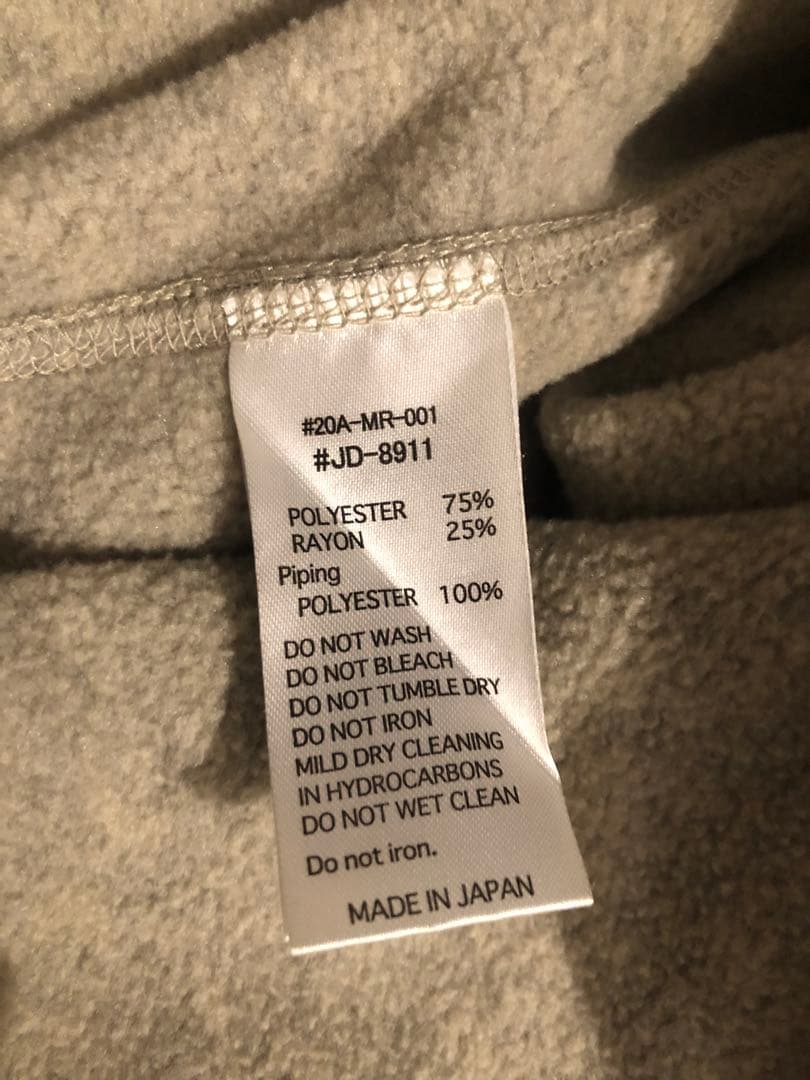 #20A-MR-001
#JD-8911
POLYESTER 75%
RAYON 25%
Piping
POLYESTER 100%
DO NOT WASH
DO NOT BLEACH
DO NOT TUMBLE DRY
DO NOT IRON
MILD DRY CLEANING
IN HYDROCARBONS
DO NOT WET CLEAN
Do not iron.
MADE IN JAPAN